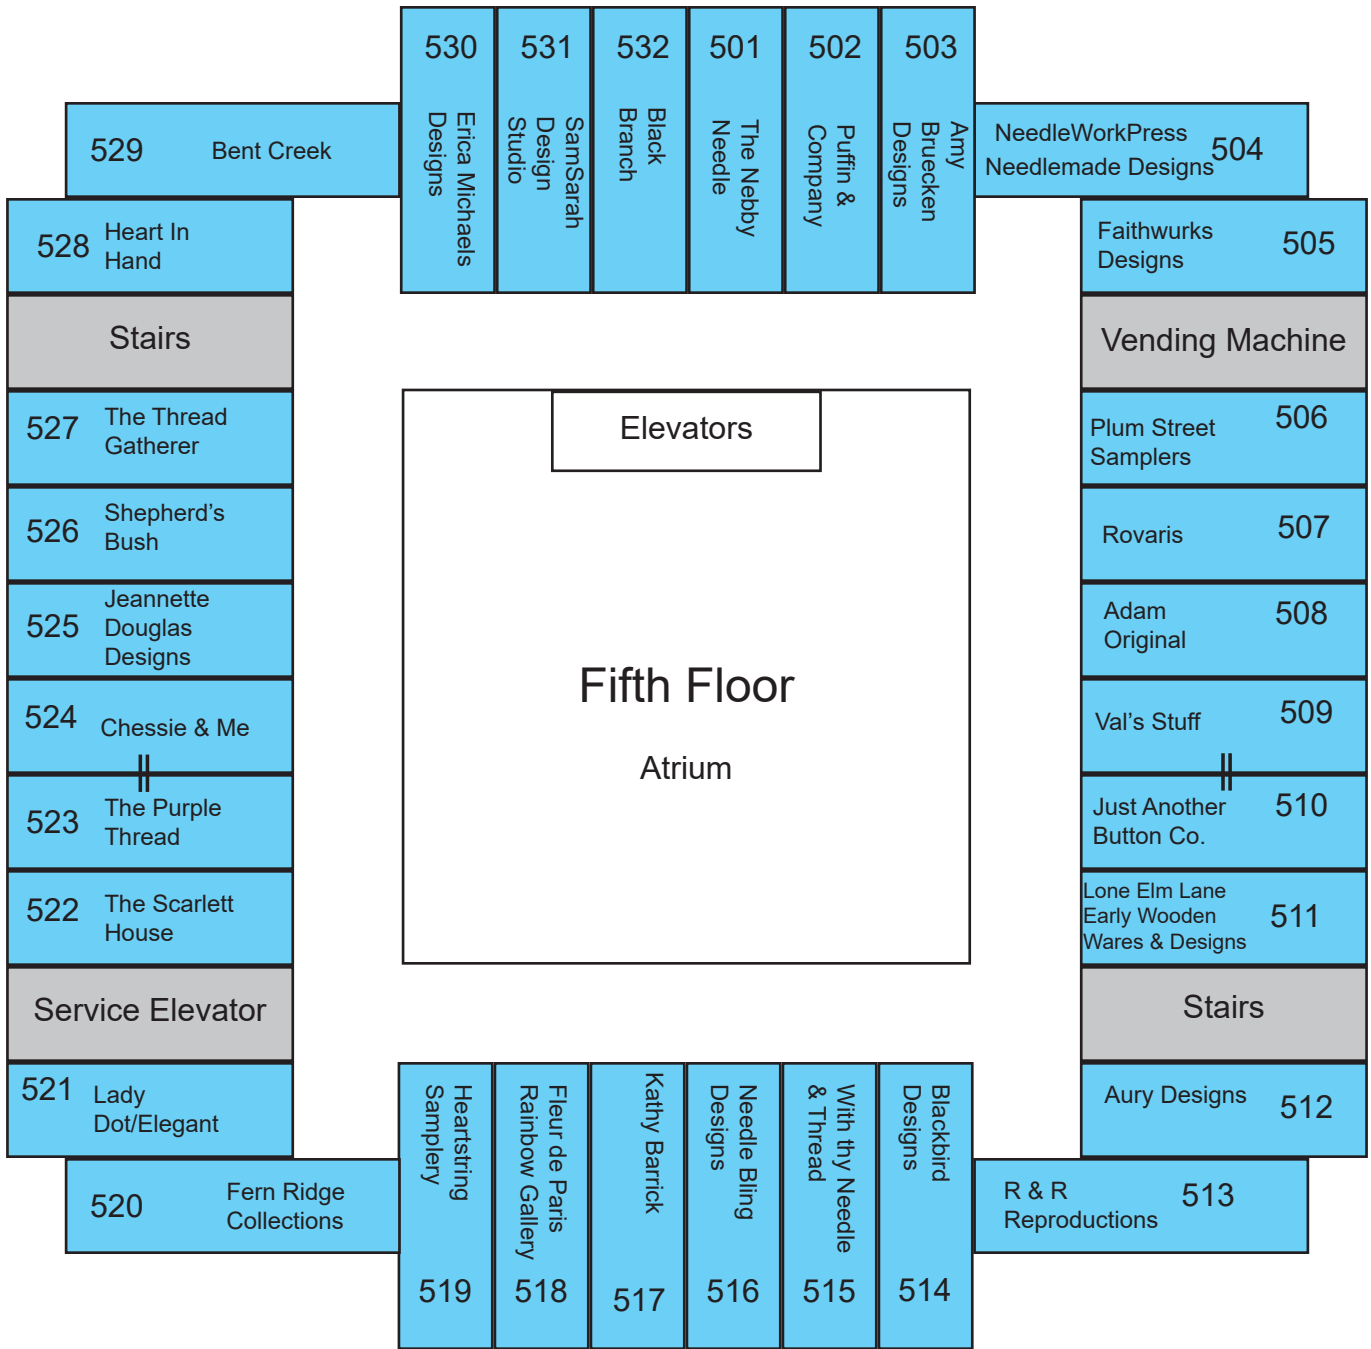 530
Erica Michaels
Designs
531
SamSarah
Design
Studio
532
Black
Branch
501
The Nebby
Needle
502
Puffin &
Company
503
Amy
Bruecken
Designs
529
Bent Creek
NeedleWorkPress
Needlemade Designs
504
528
Heart In
Hand
Faithwurks
Designs
505
Stairs
Vending Machine
527
The Thread
Gatherer
Elevators
Plum Street
Samplers
506
526
Shepherd's
Bush
Rovaris
507
525
Jeannette
Douglas
Designs
Adam
Original
508
Fifth Floor
Atrium
524
Chessie & Me
Val's Stuff
509
523
The Purple
Thread
Just Another
Button Co.
510
522
The Scarlett
House
Lone Elm Lane
Early Wooden
Wares & Designs
511
Service Elevator
Stairs
521
Lady
Dot/Elegant
Aury Designs
512
520
Fern Ridge
Collections
Heartstring
Samplery
519
Fleur de Paris
Rainbow Gallery
518
Kathy Barrick
517
Needle Bling
Designs
516
With thy Needle
& Thread
515
Blackbird
Designs
514
R & R
Reproductions
513